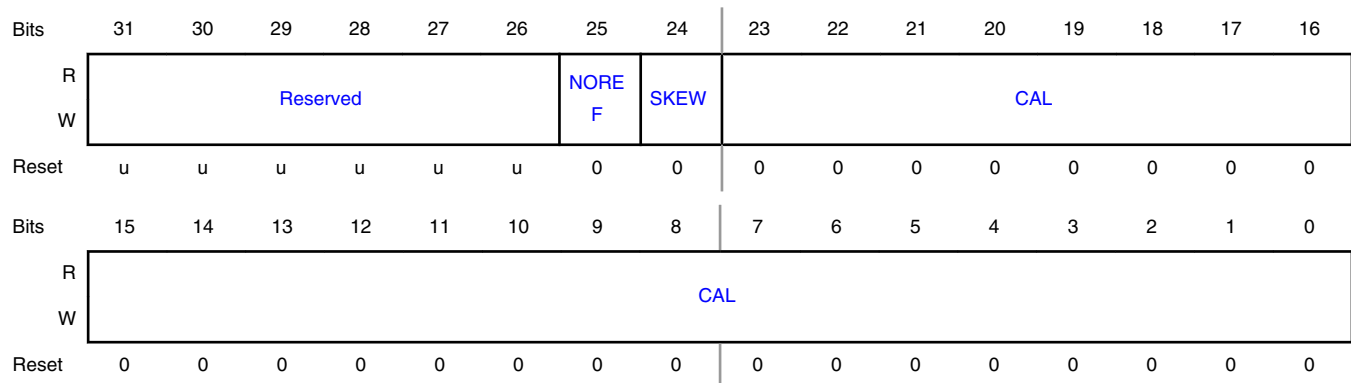 Bits 31 30 29 28 27 26 25 24 23 22 21 20 19 18 17 16
R
Reserved NORE SKEW CAL
F
W
Reset u u u u u u 0 0 0 0 0 0 0 0 0 0
Bits 15 14 13 12 11 10 9 8 7 6 5 4 3 2 1 0
R
CAL
W
Reset 0 0 0 0 0 0 0 0 0 0 0 0 0 0 0 0